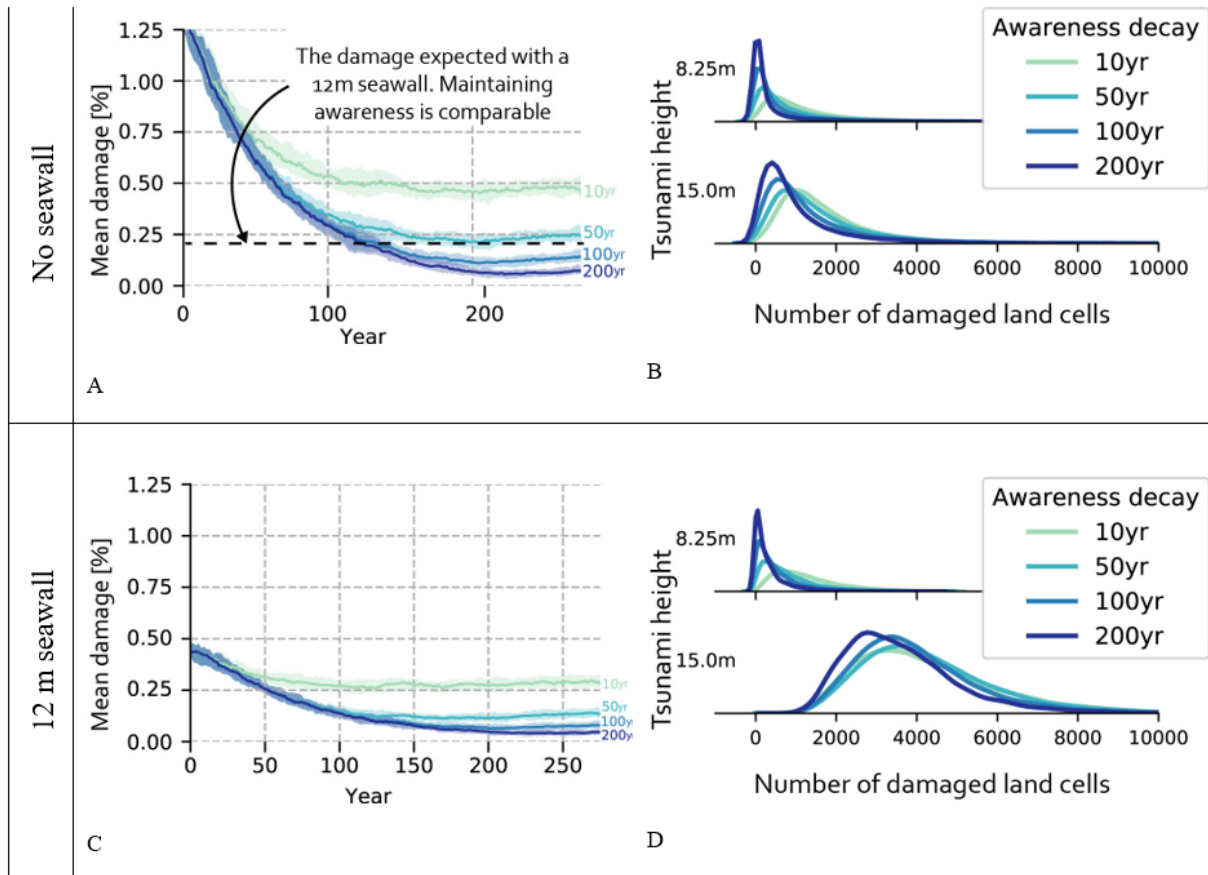 No seawall
Mean damage [%]
1.25
1.00
0.75
0.50
0.25
0.00
The damage expected with a
12m seawall. Maintaining
awareness is comparable
10yr
50yr
100yr
200yr
0
100
200
Year
A
Tsunami height
8.25m
15.0m
Awareness decay
10yr
50yr
100yr
200yr
0
2000
4000
6000
8000
10000
Number of damaged land cells
B
12 m seawall
Mean damage [%]
1.25
1.00
0.75
0.50
0.25
0.00
10yr
50yr
100yr
200yr
0
50
100
150
200
250
Year
C
Tsunami height
8.25m
15.0m
Awareness decay
10yr
50yr
100yr
200yr
0
2000
4000
6000
8000
10000
Number of damaged land cells
D